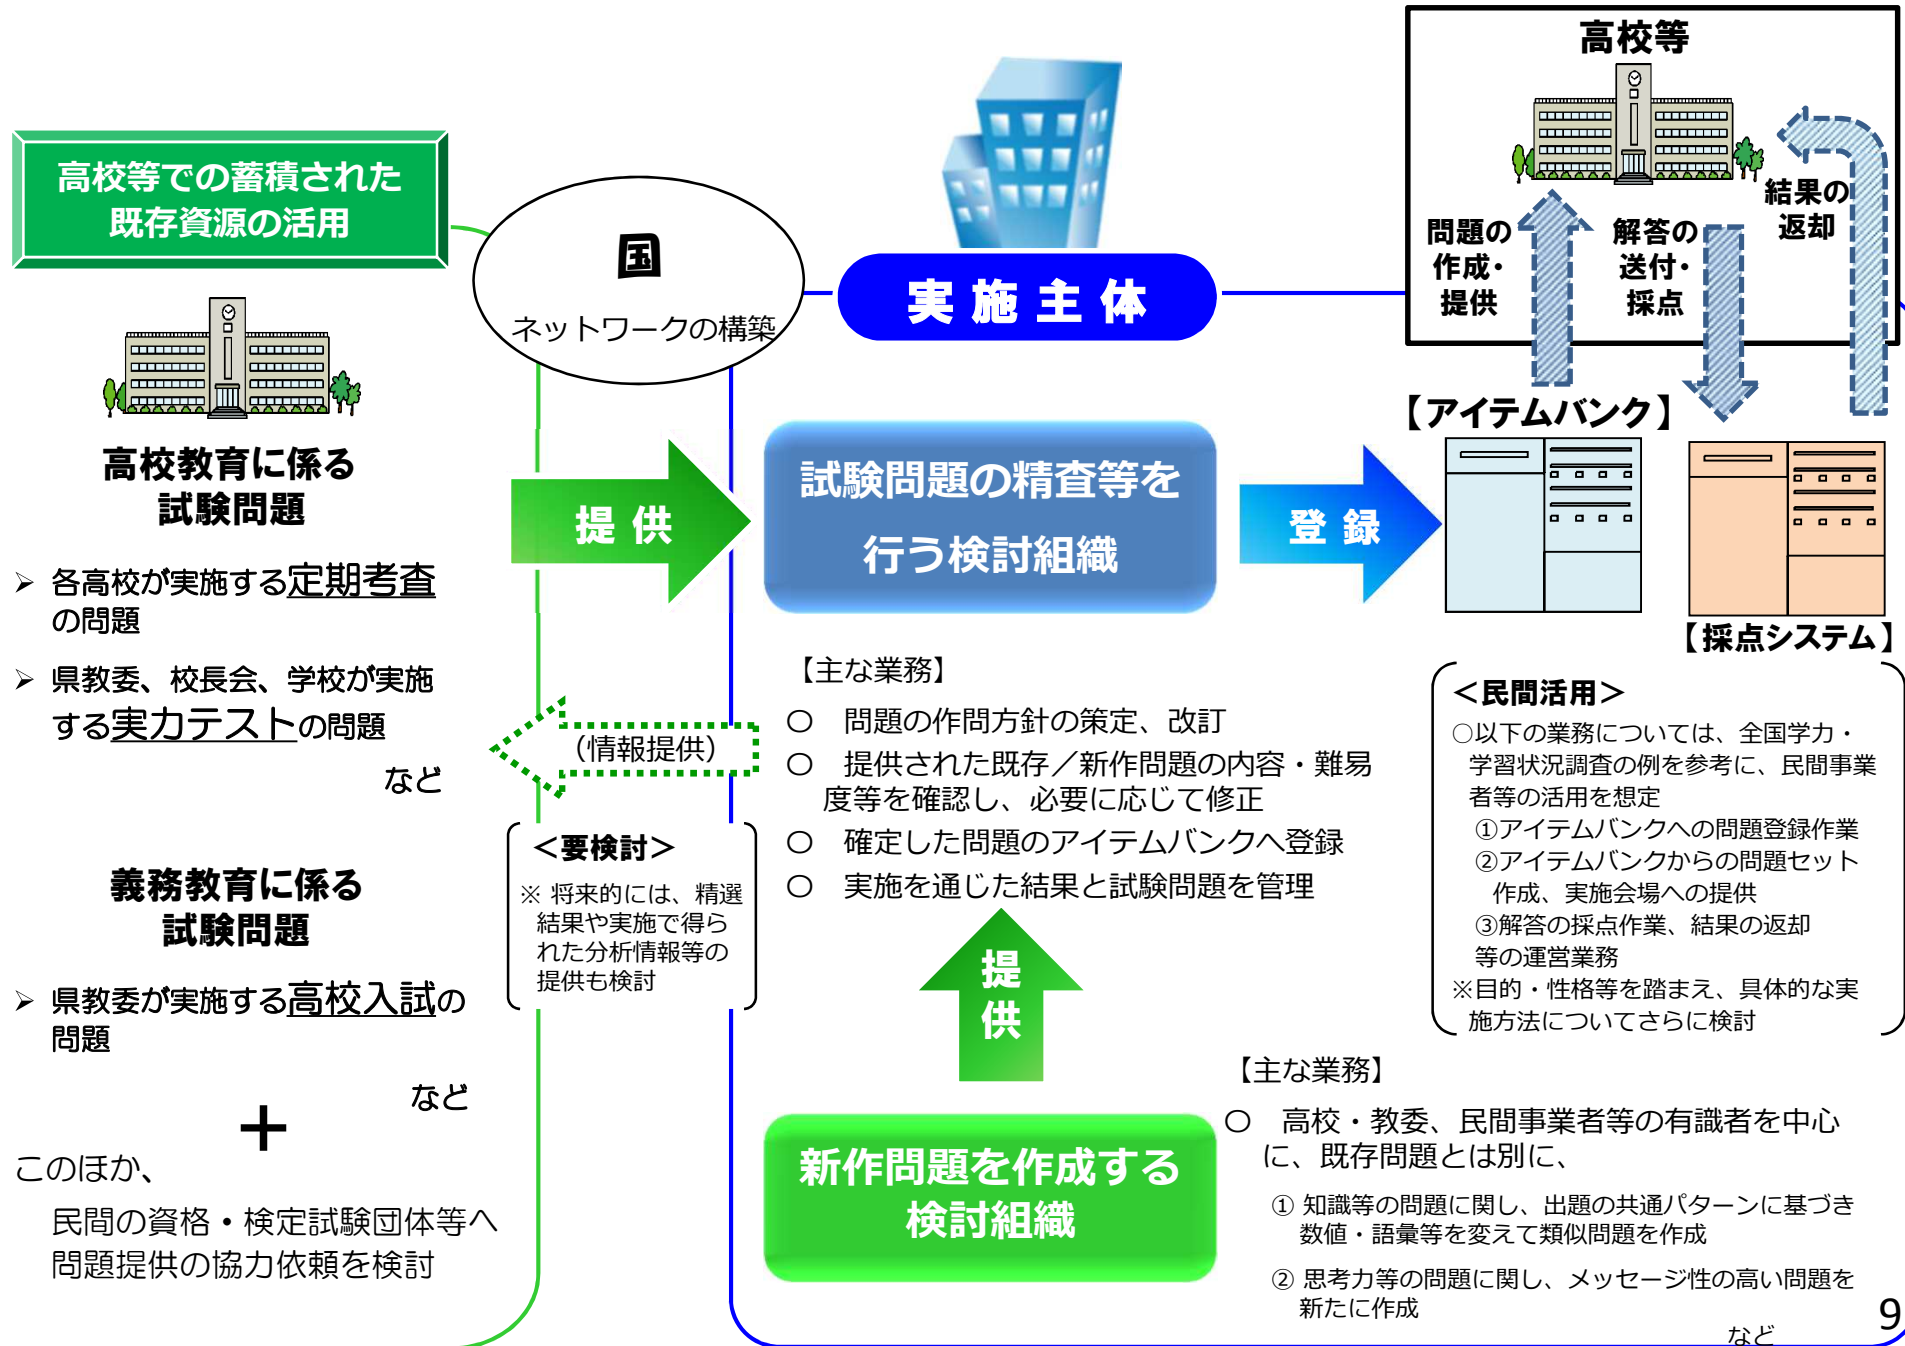 高校等での蓄積された
既存資源の活用
高校教育に係る
試験問題
➢ 各高校が実施する定期考査
の問題
➢ 県教委、校長会、学校が実施
する実力テストの問題
など
義務教育に係る
試験問題
➢ 県教委が実施する高校入試の
問題
など
＋
このほか、
民間の資格・検定試験団体等へ
問題提供の協力依頼を検討
国
ネットワークの構築
提 供
（情報提供）
＜要検討＞
※ 将来的には、精選
結果や実施で得ら
れた分析情報等の
提供も検討
実 施 主 体
試験問題の精査等を
行う検討組織
【主な業務】
○ 問題の作問方針の策定、改訂
○ 提供された既存／新作問題の内容・難易
度等を確認し、必要に応じて修正
○ 確定した問題のアイテムバンクへ登録
○ 実施を通じた結果と試験問題を管理
提
供
新作問題を作成する
検討組織
【主な業務】
○ 高校・教委、民間事業者等の有識者を中心
に、既存問題とは別に、
① 知識等の問題に関し、出題の共通パターンに基づき
数値・語彙等を変えて類似問題を作成
② 思考力等の問題に関し、メッセージ性の高い問題を
新たに作成
など
登 録
高校等
問題の
作成・
提供
解答の
送付・
採点
結果の
返却
【アイテムバンク】
【採点システム】
＜民間活用＞
○以下の業務については、全国学力・
学習状況調査の例を参考に、民間事業
者等の活用を想定
①アイテムバンクへの問題登録作業
②アイテムバンクからの問題セット
作成、実施会場への提供
③解答の採点作業、結果の返却
等の運営業務
※目的・性格等を踏まえ、具体的な実
施方法についてさらに検討
9